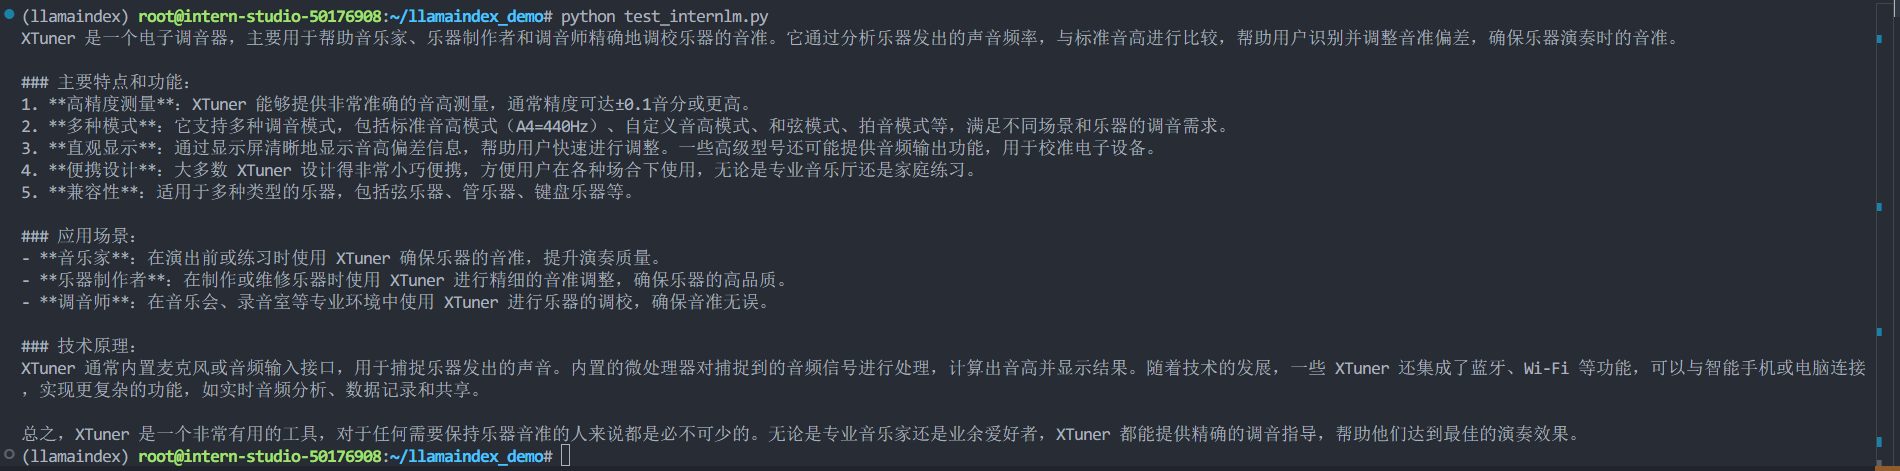 (llamaindex) root@intern-studio-50176908:~/llamaindex_demo# python test_internlm.py
XTuner 是一个电子调音器，主要用于帮助音乐家、乐器制作者和调音师精确地调校乐器的音准。它通过分析乐器发出的声音频率，与标准音高进行比较，帮助用户识别并调整音准偏差，确保乐器演奏时的音准。
### 主要特点和功能：
1. **高精度测量**：XTuner 能够提供非常准确的音高测量，通常精度可达±0.1音分或更高。
2. **多种模式**：它支持多种调音模式，包括标准音高模式（A4=440Hz）、自定义音高模式、和弦模式、拍音模式等，满足不同场景和乐器的调音需求。
3. **直观显示**：通过显示屏清晰地显示音高偏差信息，帮助用户快速进行调整。一些高级型号还可能提供音频输出功能，用于校准电子设备。
4. **便携设计**：大多数 XTuner 设计得非常小巧便携，方便用户在各种场合下使用，无论是专业音乐厅还是家庭练习。
5. **兼容性**：适用于多种类型的乐器，包括弦乐器、管乐器、键盘乐器等。
### 应用场景：
- **音乐家**：在演出前或练习时使用 XTuner 确保乐器的音准，提升演奏质量。
- **乐器制作者**：在制作或维修乐器时使用 XTuner 进行精细的音准调整，确保乐器的高品质。
- **调音师**：在音乐会、录音室等专业环境中使用 XTuner 进行乐器的调校，确保音准无误。
### 技术原理：
XTuner 通常内置麦克风或音频输入接口，用于捕捉乐器发出的声音。内置的微处理器对捕捉到的音频信号进行处理，计算出音高并显示结果。随着技术的发展，一些 XTuner 还集成了蓝牙、Wi-Fi 等功能，可以与智能手机或电脑连接
，实现更复杂的功能，如实时音频分析、数据记录和共享。
总之，XTuner 是一个非常有用的工具，对于任何需要保持乐器音准的人来说都是必不可少的。无论是专业音乐家还是业余爱好者，XTuner 都能提供精确的调音指导，帮助他们达到最佳的演奏效果。
(llamaindex) root@intern-studio-50176908:~/llamaindex_demo#